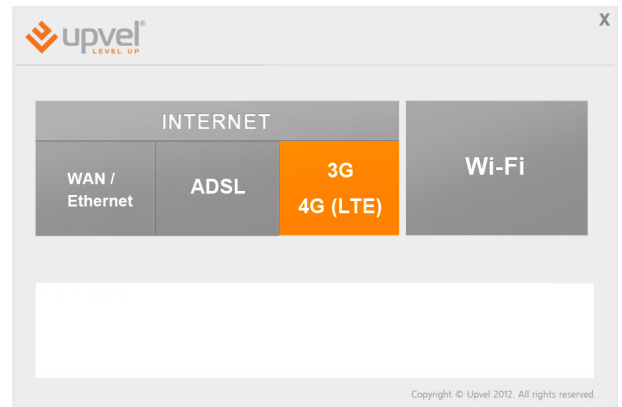 X
upvel®
LEVEL UP
INTERNET
WAN /
Ethernet
ADSL
3G
4G (LTE)
Wi-Fi
Copyright © Upvel 2012. All rights reserved.